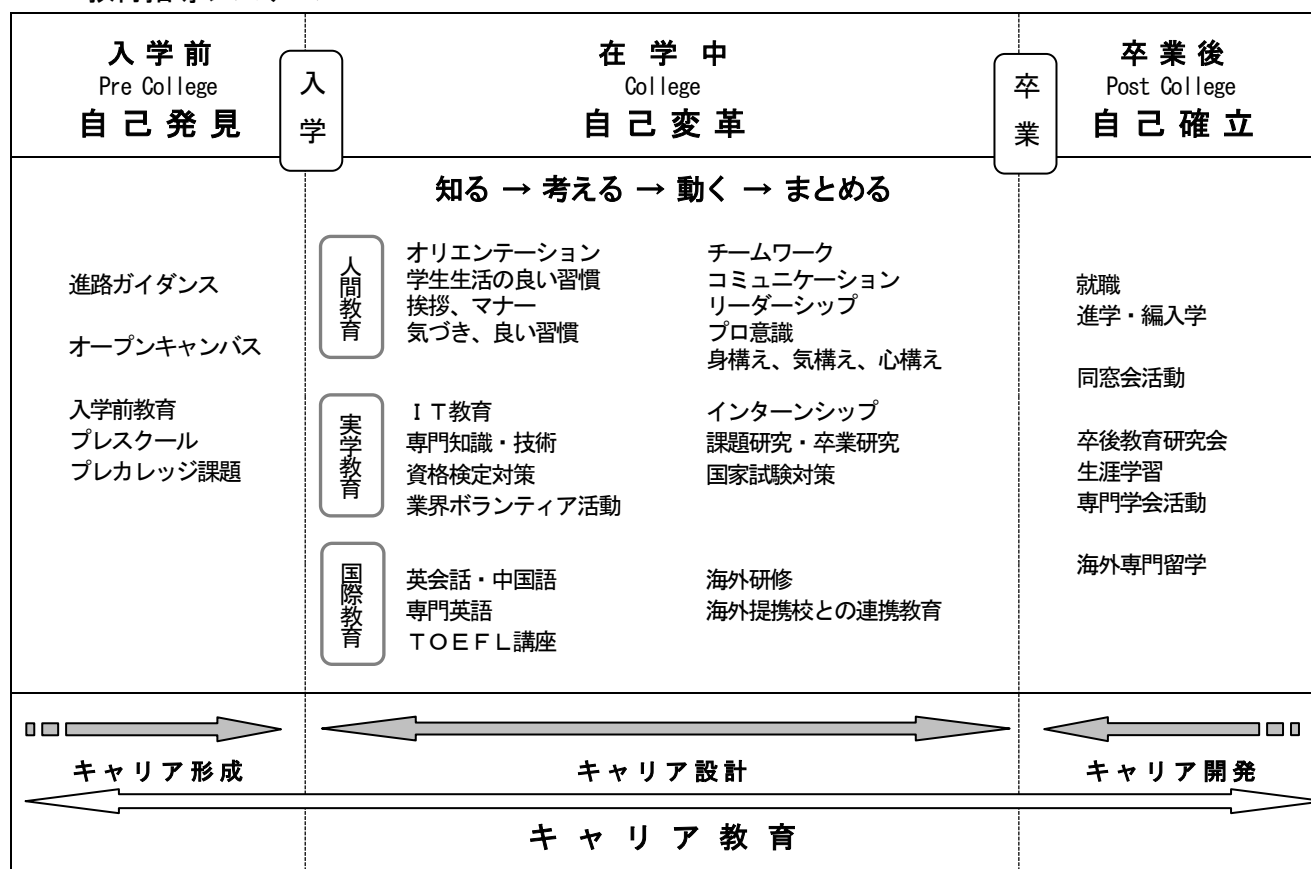 入学前
Pre College
自己発見
入学
在学中
College
自己変革
卒業
卒業後
Post College
自己確立
知る → 考える → 動く → まとめる
進路ガイダンス
オープンキャンバス
入学前教育
プレスクール
プレカレッジ課題
人間教育
オリエンテーション
学生生活の良い習慣
挨拶、マナー
気づき、良い習慣
チームワーク
コミュニケーション
リーダーシップ
プロ意識
身構え、気構え、心構え
実学教育
ＩＴ教育
専門知識・技術
資格検定対策
業界ボランティア活動
インターンシップ
課題研究・卒業研究
国家試験対策
国際教育
英会話・中国語
専門英語
ＴＯＥＦＬ講座
海外研修
海外提携校との連携教育
就職
進学・編入学
同窓会活動
卒後教育研究会
生涯学習
専門学会活動
海外専門留学
キャリア形成
キャリア設計
キャリア開発
キャリア教育